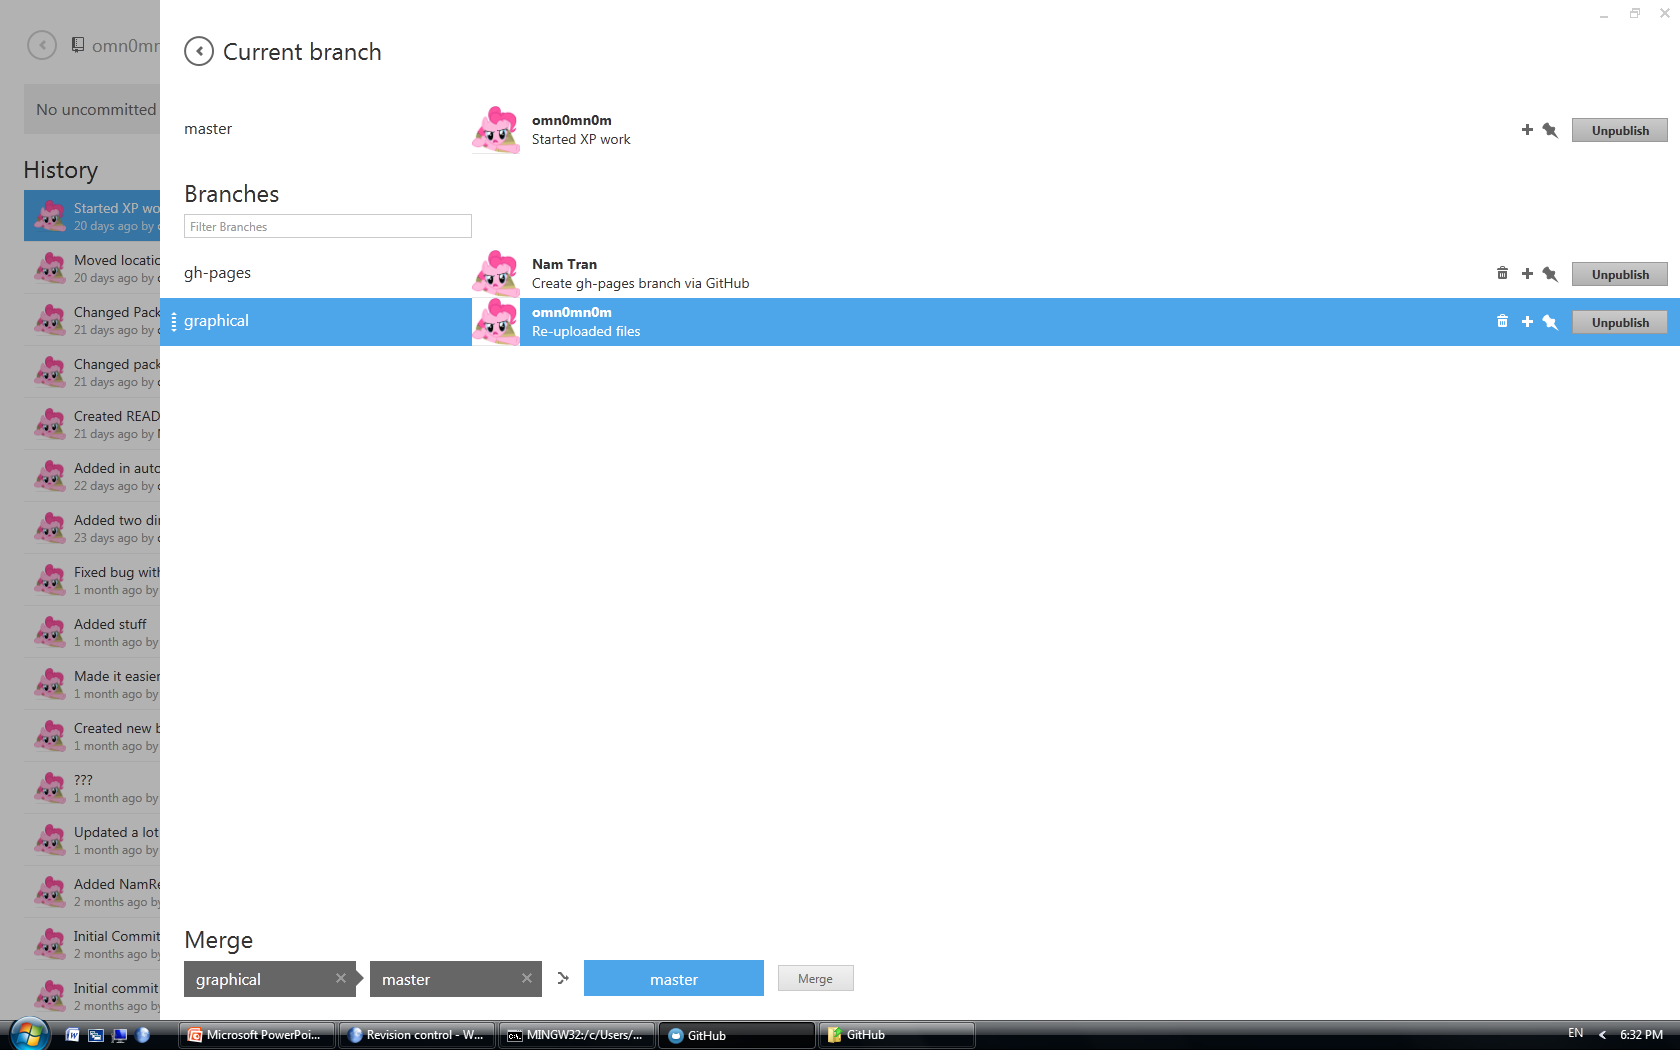 omn0mr
No uncommitted
History
Started XP wo
20 days ago by
Moved locatic
20 days ago by
Changed Pack
21 days ago by
Changed pack
21 days ago by
Created READ
21 days ago by
Added in auto
22 days ago by
Added two dir
23 days ago by
Fixed bug with
1 month ago by
Added stuff
1 month ago by
Made it easier
1 month ago by
Created new b
1 month ago by
???
1 month ago by
Updated a lot
1 month ago by
Added NamRe
2 months ago by
Initial Commit
2 months ago by
Initial commit
2 months ago by
Current branch
master
omn0mn0m
Started XP work
Unpublish
Branches
Filter Branches
gh-pages
Nam Tran
Create gh-pages branch via GitHub
Unpublish
graphical
omn0mn0m
Re-uploaded files
Unpublish
Merge
graphical
master
master
Merge
Microsoft PowerPoi...
Revision control - W...
MINGW32:/c/Users/...
GitHub
GitHub
EN
6:32 PM